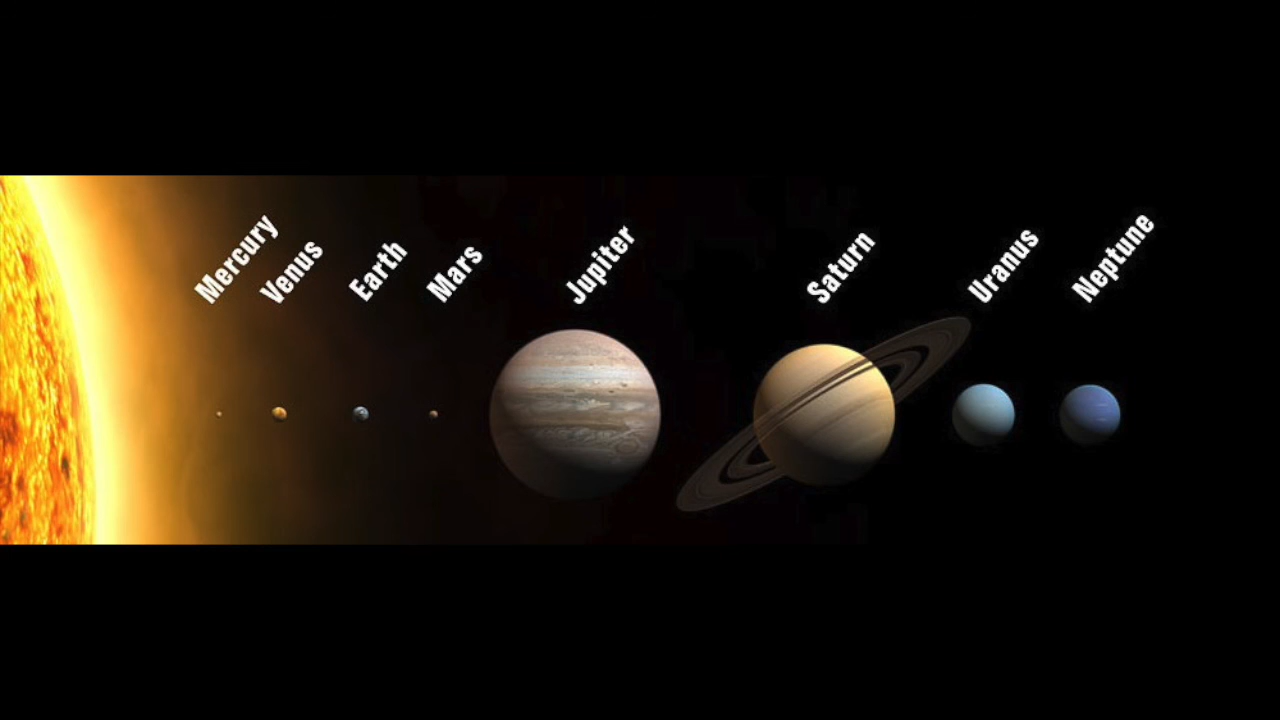 Mercury
Venus
Earth
Mars
Jupiter
Saturn
Uranus
Neptune